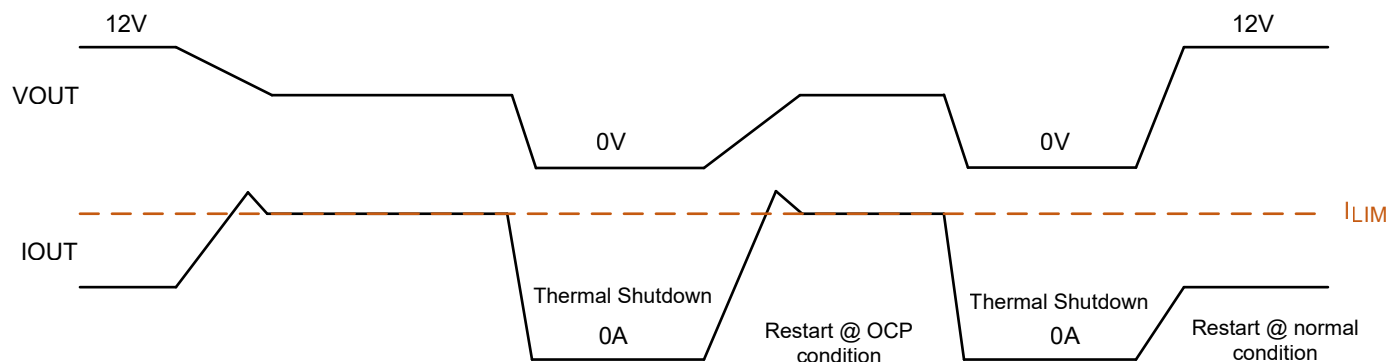 12V
12V
VOUT
0V
0V
ILIM
IOUT
Thermal Shutdown
0A
Restart @ OCP
condition
Thermal Shutdown
0A
Restart @ normal
condition